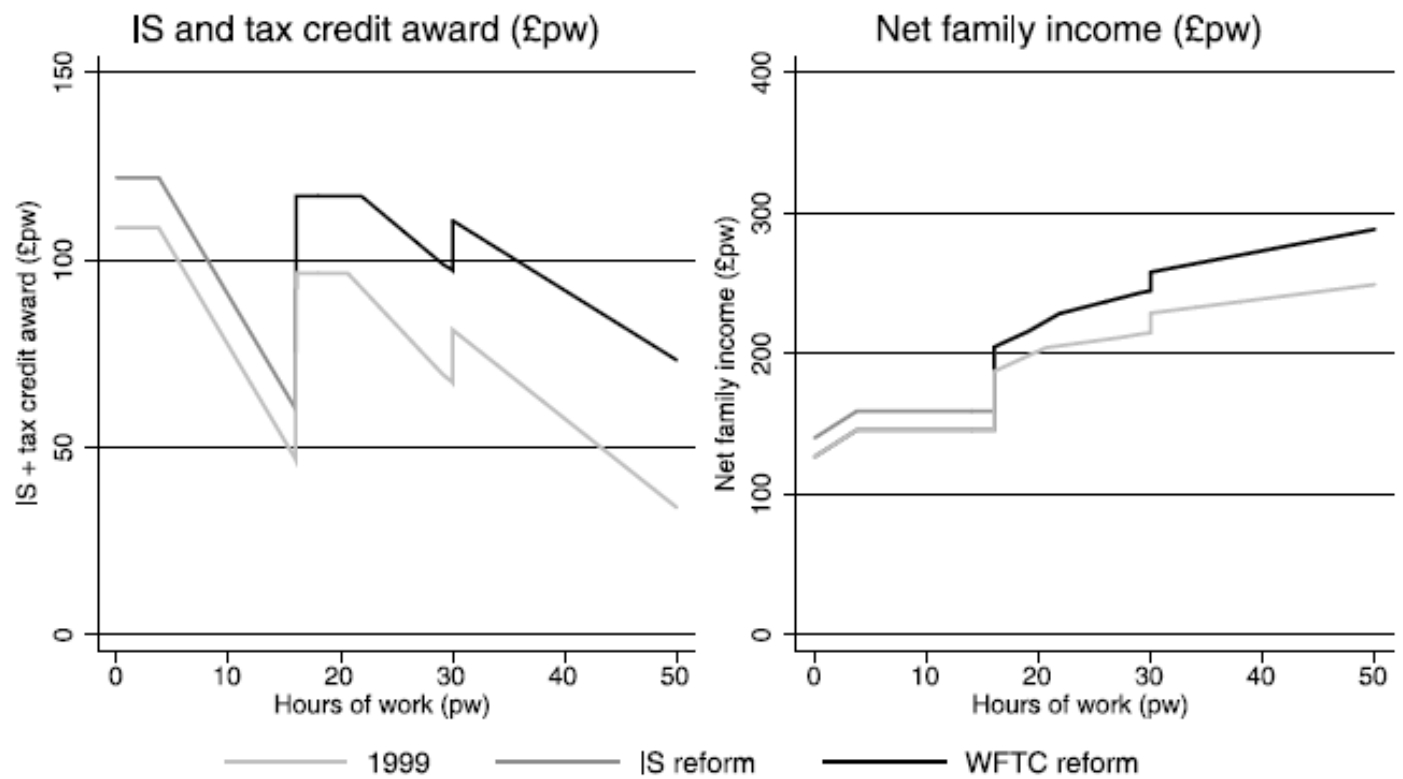 IS and tax credit award (£pw)
IS + tax credit award (£pw)
150
100
50
0
0 10 20 30 40 50
Hours of work (pw)
Net family income (£pw)
Net family income (£pw)
400
300
200
100
0
0 10 20 30 40 50
Hours of work (pw)
1999 IS reform WFTC reform